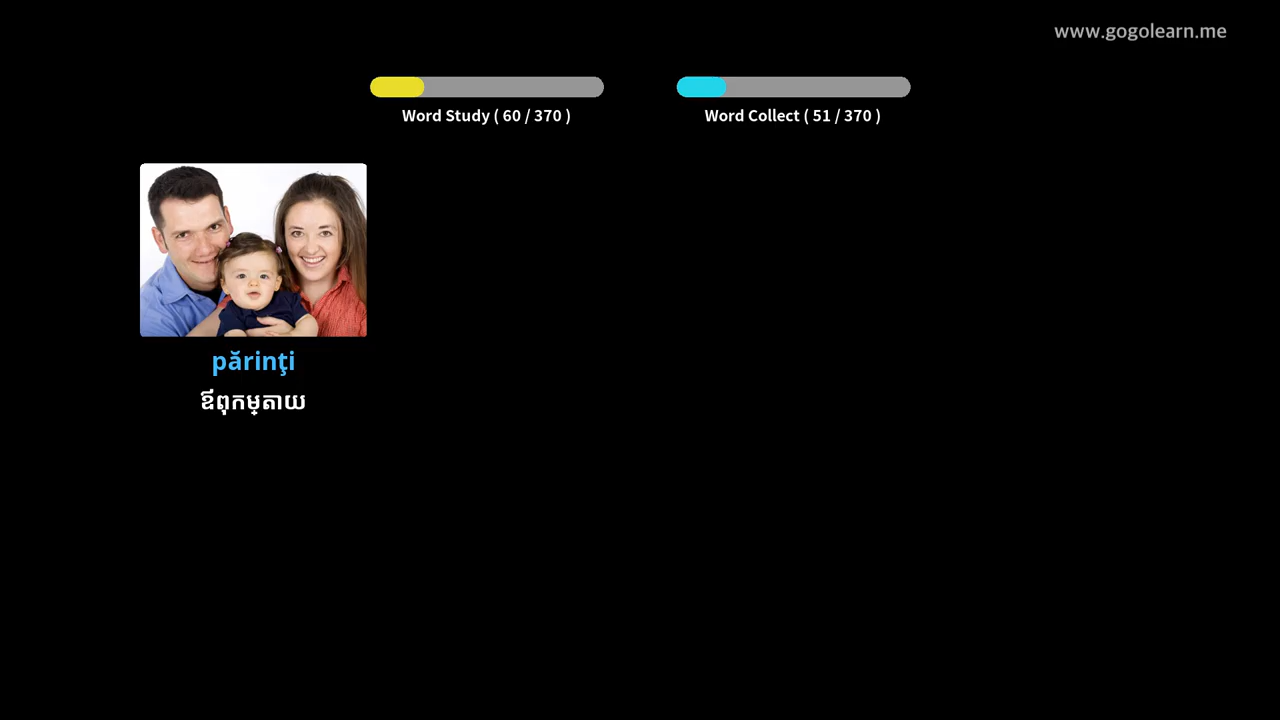 www.gogolearn.me
Word Study ( 60 / 370 )
Word Collect ( 51 / 370 )
părinţi
ឪពុកម្តាយ